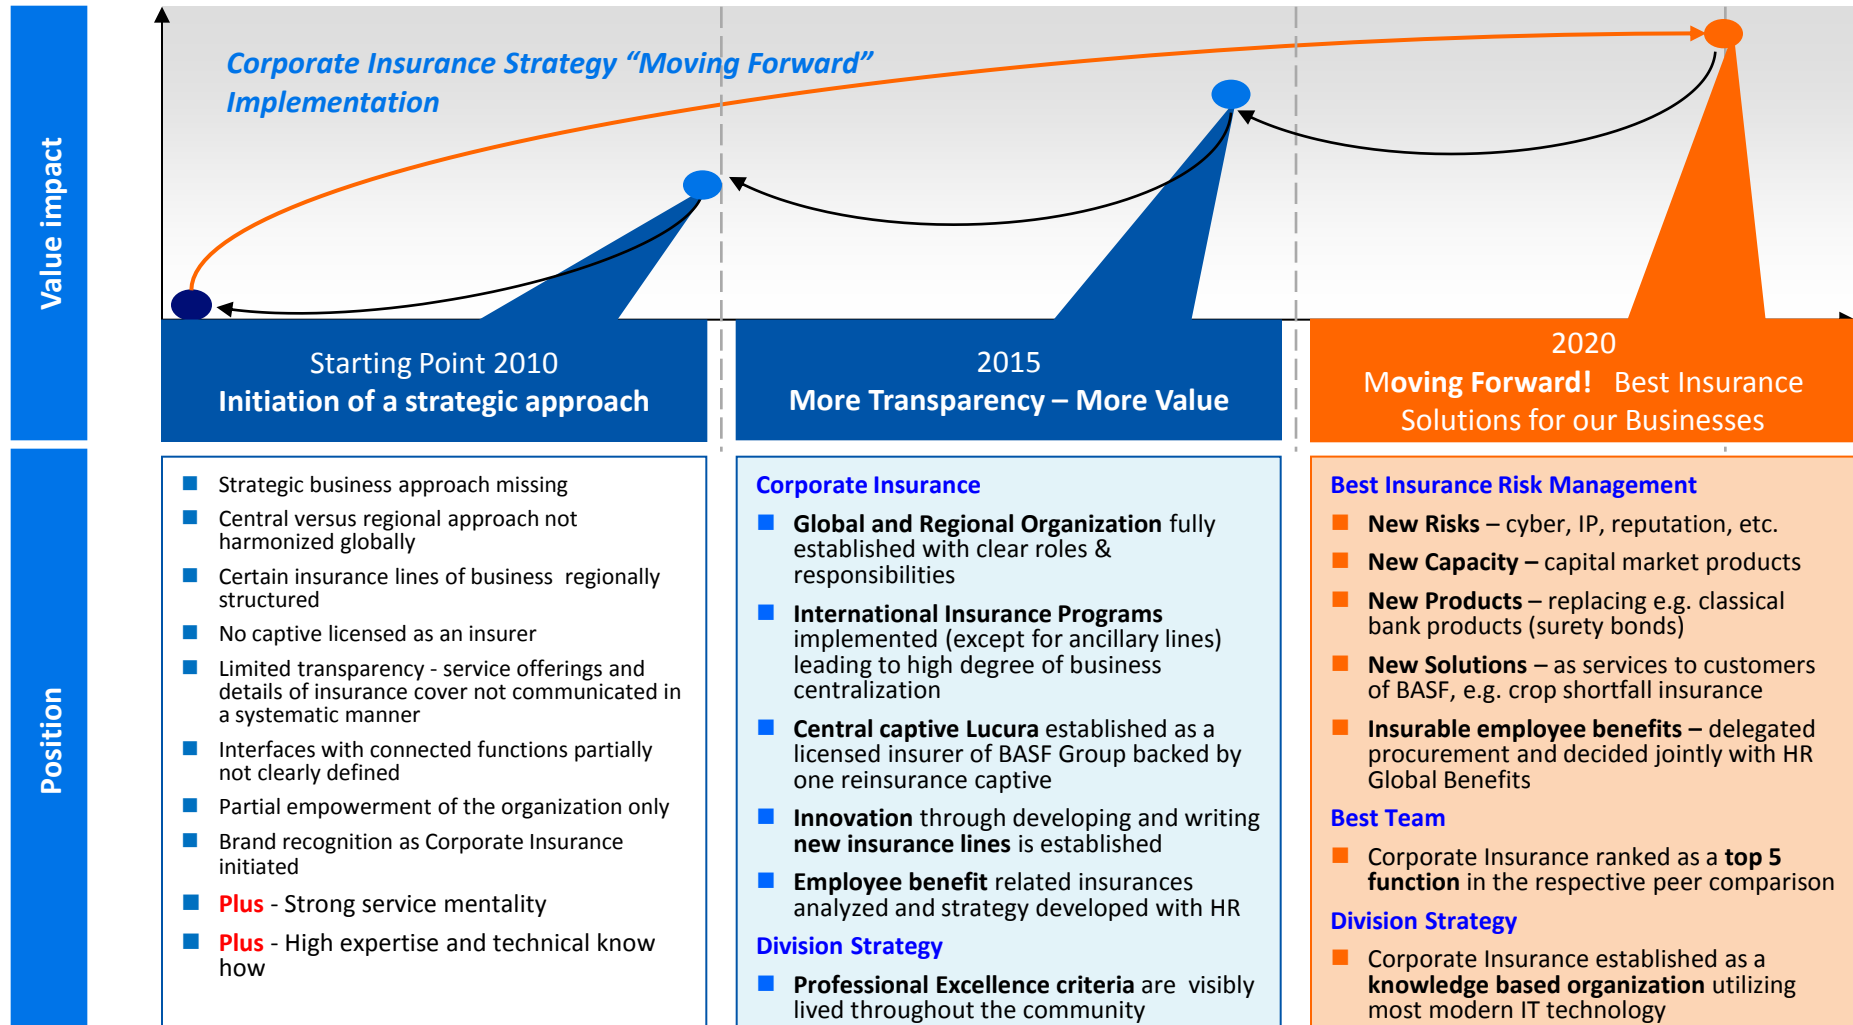 Value impact
Corporate Insurance Strategy “Moving Forward”
Implementation
Starting Point 2010
Initiation of a strategic approach
2015
More Transparency – More Value
2020
Moving Forward! Best Insurance
Solutions for our Businesses
Position
Strategic business approach missing
Central versus regional approach not
harmonized globally
Certain insurance lines of business regionally
structured
No captive licensed as an insurer
Limited transparency - service offerings and
details of insurance cover not communicated in
a systematic manner
Interfaces with connected functions partially
not clearly defined
Partial empowerment of the organization only
Brand recognition as Corporate Insurance
initiated
Plus - Strong service mentality
Plus - High expertise and technical know
how
Corporate Insurance
Global and Regional Organization fully
established with clear roles &
responsibilities
International Insurance Programs
implemented (except for ancillary lines)
leading to high degree of business
centralization
Central captive Lucura established as a
licensed insurer of BASF Group backed by
one reinsurance captive
Innovation through developing and writing
new insurance lines is established
Employee benefit related insurances
analyzed and strategy developed with HR
Division Strategy
Professional Excellence criteria are visibly
lived throughout the community
Best Insurance Risk Management
New Risks – cyber, IP, reputation, etc.
New Capacity – capital market products
New Products – replacing e.g. classical
bank products (surety bonds)
New Solutions – as services to customers
of BASF, e.g. crop shortfall insurance
Insurable employee benefits – delegated
procurement and decided jointly with HR
Global Benefits
Best Team
Corporate Insurance ranked as a top 5
function in the respective peer comparison
Division Strategy
Corporate Insurance established as a
knowledge based organization utilizing
most modern IT technology